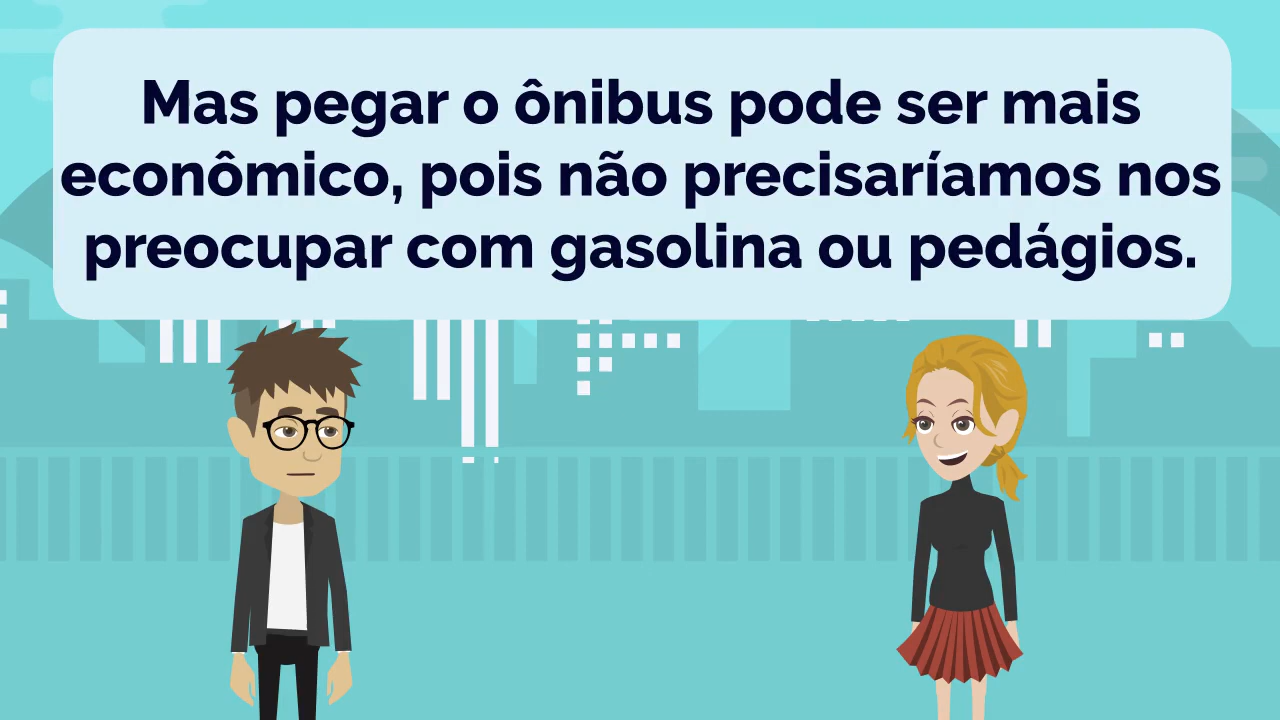 Mas pegar o ônibus pode ser mais
econômico, pois não precisaríamos nos
preocupar com gasolina ou pedágios.